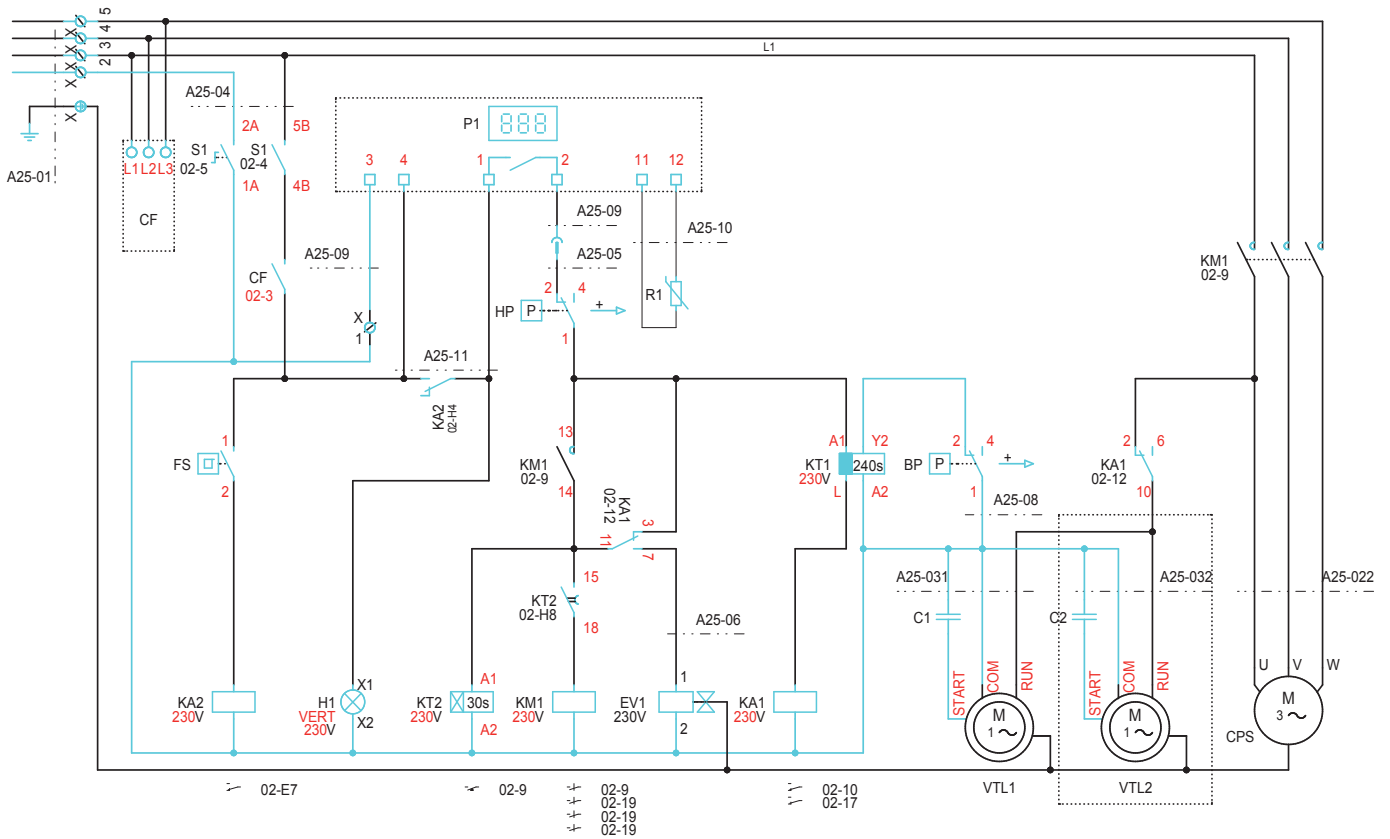 5
4
3
2
X
X
X
X
X
L1
A25-04
A25-01
2A
5B
S1
02-5
S1
02-4
1A
4B
L1
L2
L3
CF
P1
888
3
4
1
2
11
12
A25-09
A25-10
A25-09
A25-05
CF
02-3
X
1
2
4
HP
P
+
1
R1
KM1
02-9
A25-11
KA2
02-H4
1
FS
2
13
KM1
02-9
14
KA1
02-12
3
11
7
A1
Y2
KT1
230V
240s
L
A2
2
4
BP
P
+
1
A25-08
2
6
KA1
02-12
10
15
KT2
02-H8
18
A25-06
A25-031
A25-032
A25-022
C1
C2
START
COM
RUN
START
COM
RUN
U
V
W
KA2
230V
X1
H1
VERT
230V
X2
A1
KT2
230V
30s
A2
KM1
230V
1
EV1
230V
2
KA1
230V
M
1
M
1
M
3
CPS
VTL1
VTL2
02-E7
02-9
02-9
02-19
02-19
02-19
02-10
02-17